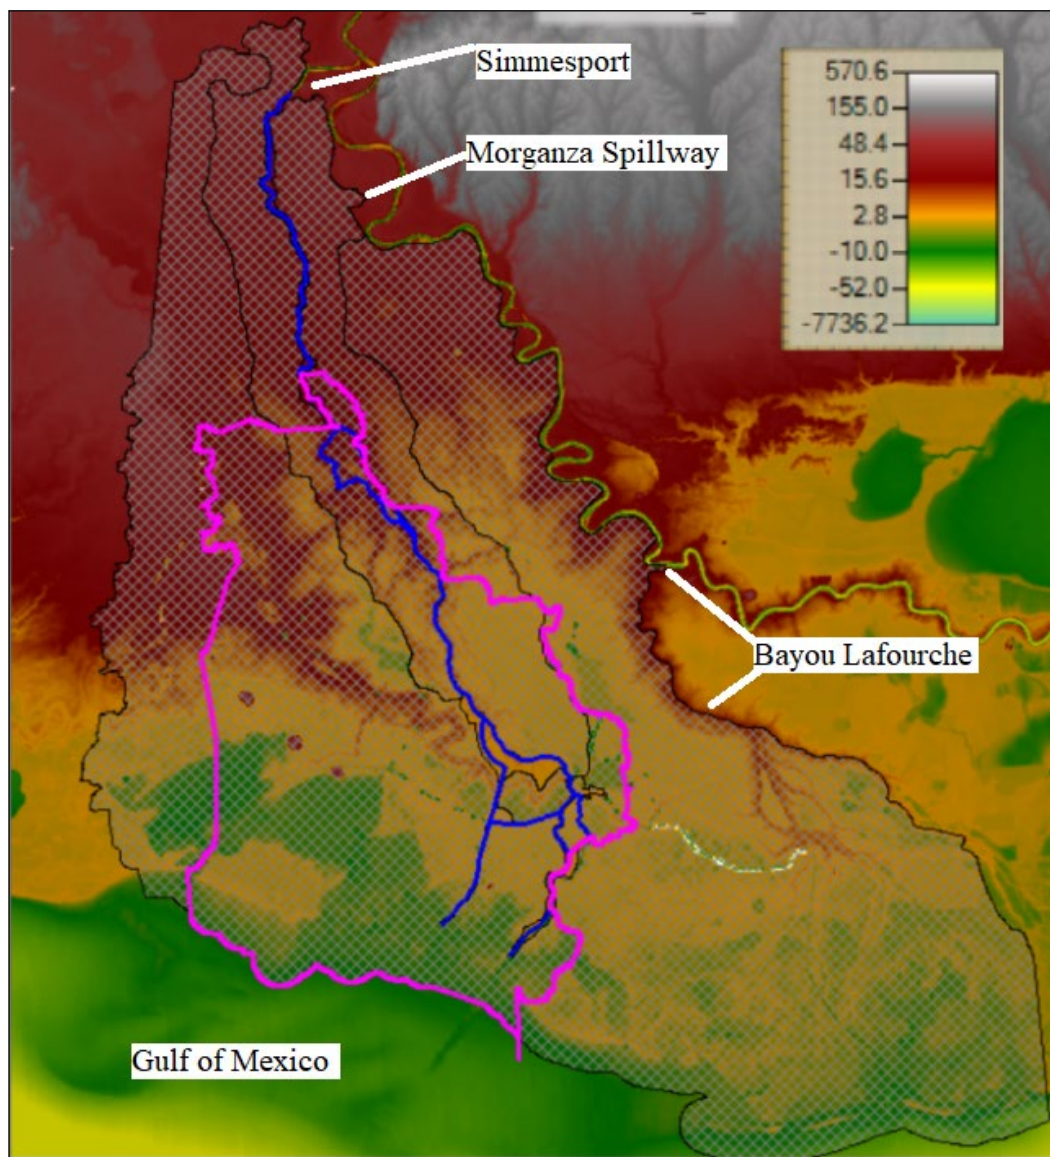 Simmesport
Morganza Spillway
570.6
155.0
48.4
15.6
2.8
-10.0
-52.0
-7736.2
Bayou Lafourche
Gulf of Mexico